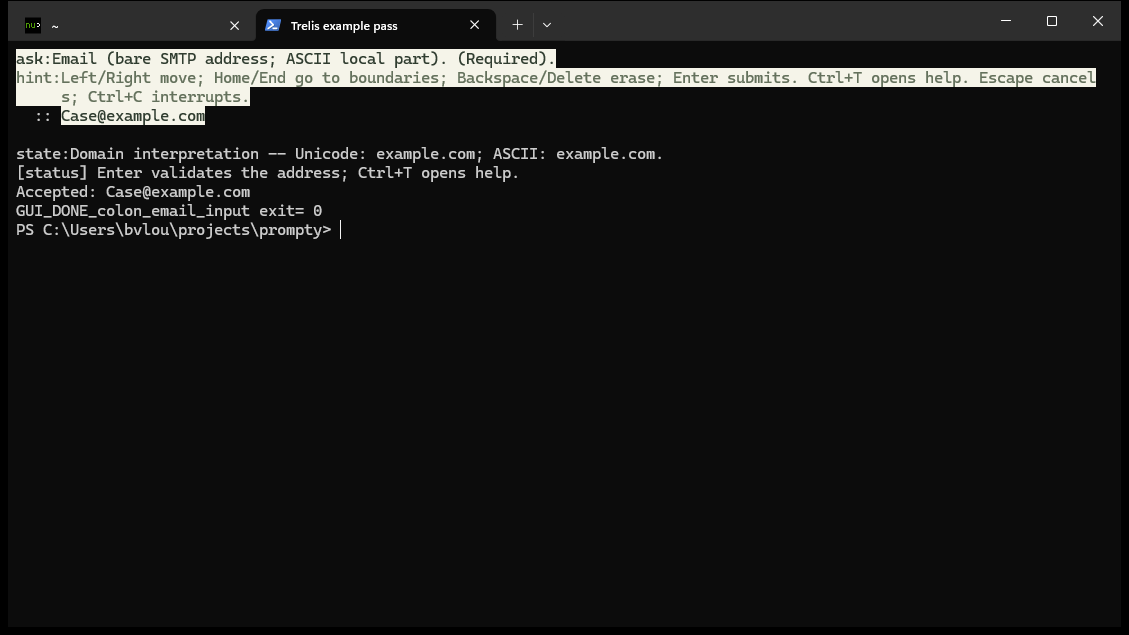 nu> ~
Trelis example pass
ask:Email (bare SMTP address; ASCII local part). (Required).
hint:Left/Right move; Home/End go to boundaries; Backspace/Delete erase; Enter submits. Ctrl+T opens help. Escape cancel
s; Ctrl+C interrupts.
:: Case@example.com
state:Domain interpretation -- Unicode: example.com; ASCII: example.com.
[status] Enter validates the address; Ctrl+T opens help.
Accepted: Case@example.com
GUI_DONE_colon_email_input exit= 0
PS C:\Users\bvlou\projects\prompty>